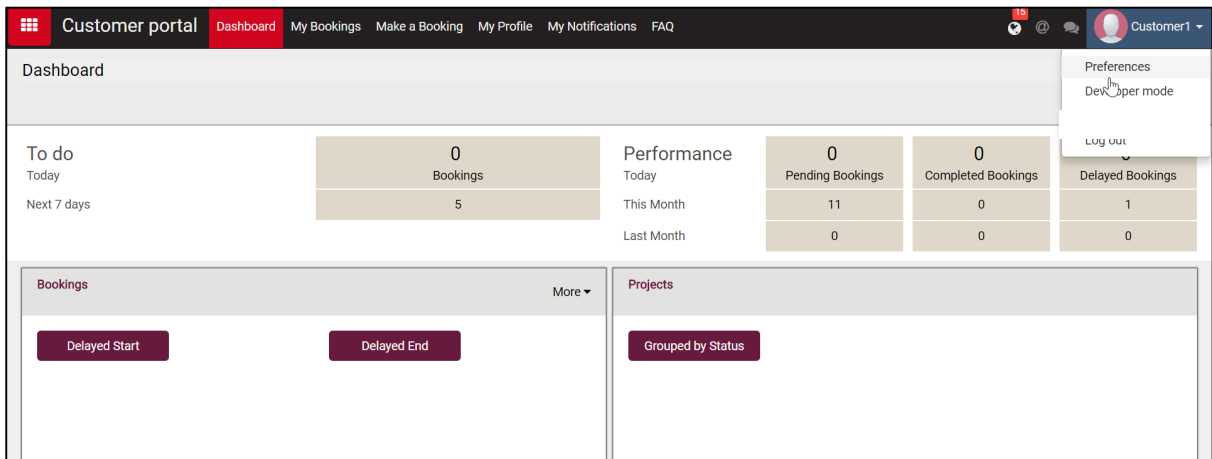 Customer portal Dashboard My Bookings Make a Booking My Profile My Notifications FAQ 15 @ Customer1
Dashboard
Preferences
Developer mode
Log out
To do
Today
Next 7 days
0
Bookings
5
Performance
Today
This Month
Last Month
0
Pending Bookings
11
0
0
Completed Bookings
0
0
Delayed Bookings
1
0
Bookings More
Delayed Start Delayed End
Projects
Grouped by Status